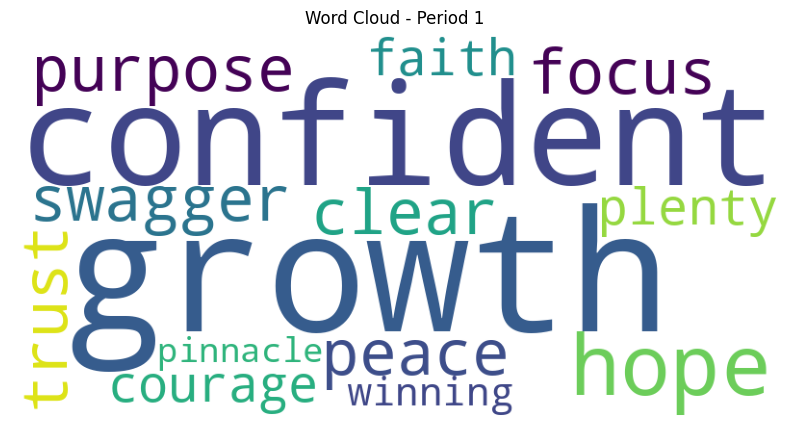 Word Cloud - Period 1
faith
purpose
focus
confident
swagger
clear
plenty
trust
growth
pinnacle
peace
hope
courage
winning